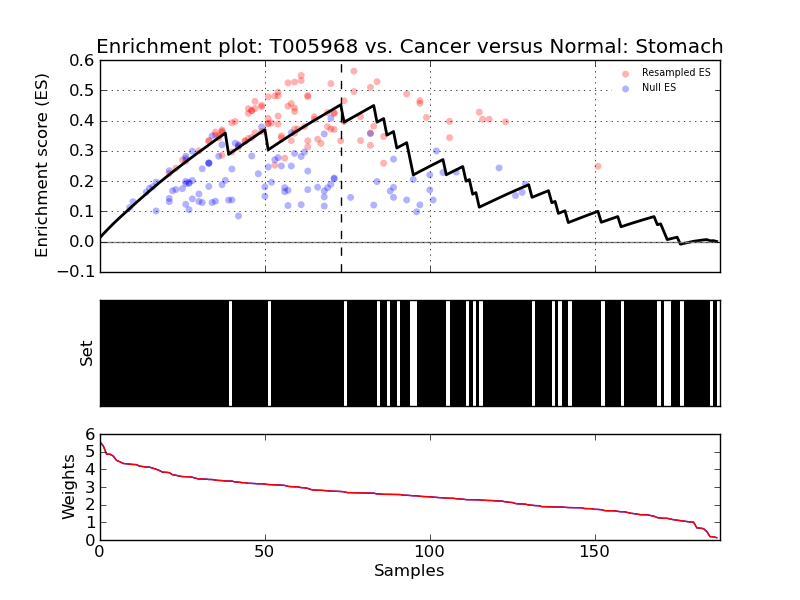 Enrichment plot: T005968 vs. Cancer versus Normal: Stomach
0.6
0.5
0.4
0.3
0.2
0.1
0.0
−0.1
Enrichment score (ES)
Resampled ES
Null ES
Set
6
5
4
3
2
1
0
Weights
0
50
100
150
Samples